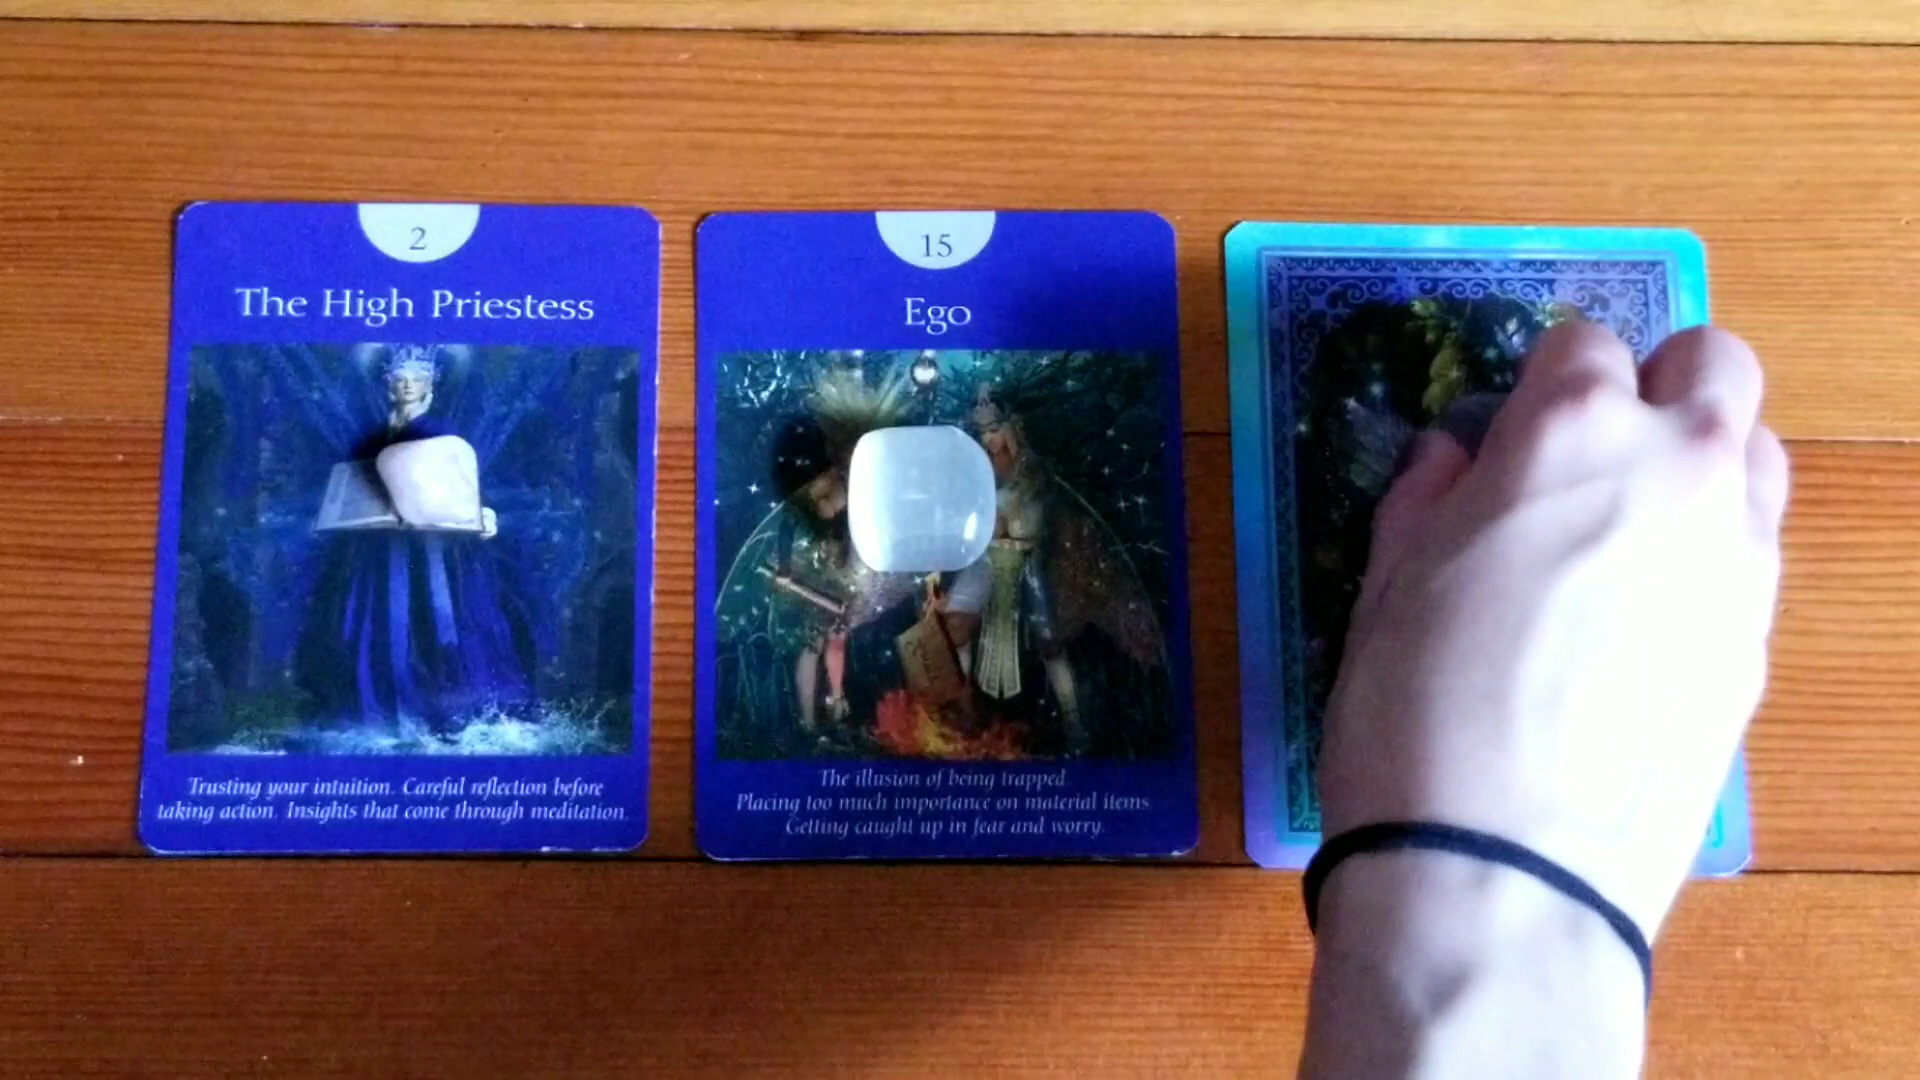 2
The High Priestess
Trusting your intuition. Careful reflection before
taking action. Insights that come through meditation.
15
Ego
The illusion of being trapped.
Placing too much importance on material items.
Getting caught up in fear and worry.